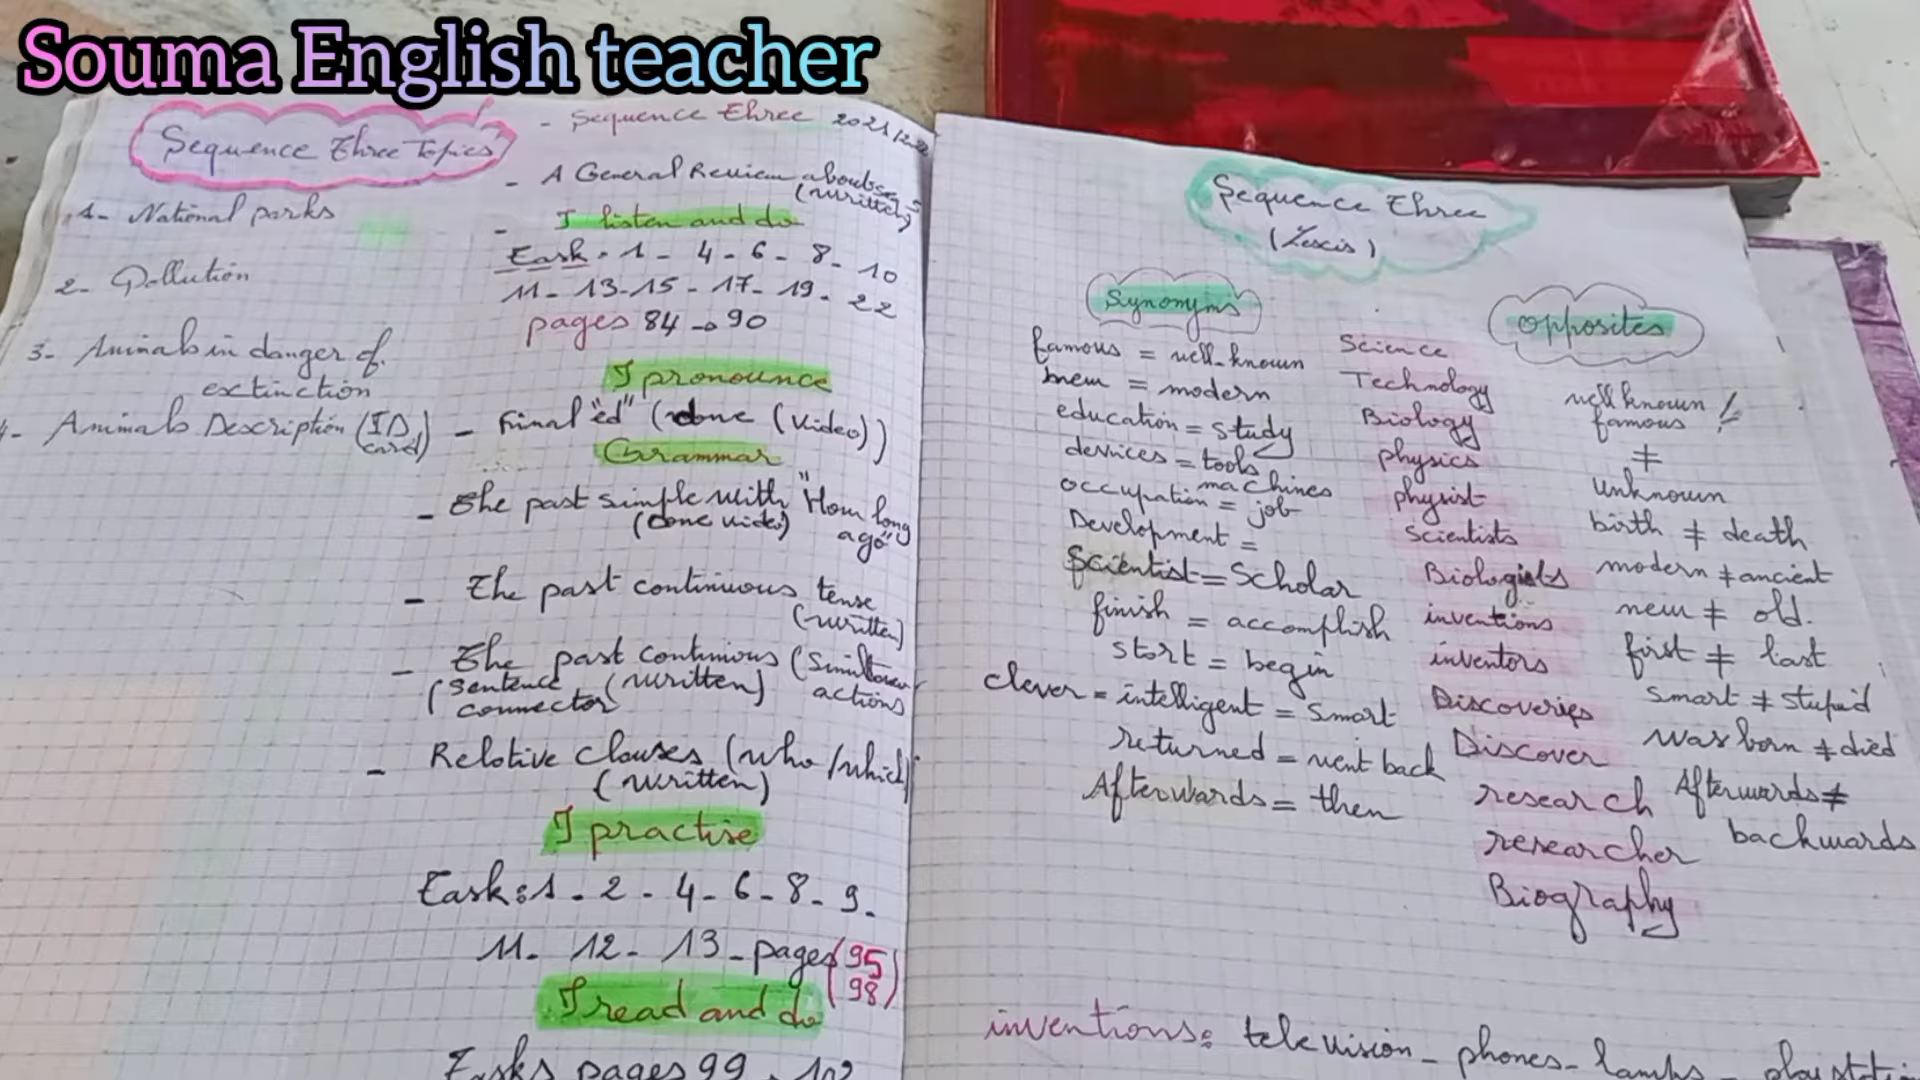 Souma English teacher
Sequence Three Topics
1- National parks
2- Pollution
3- Animals in danger of
extinction
4- Animals Description (ID
card)
- Sequence Three
- A General Review about
(written)
- I listen and do
Task: 1 - 4 - 6 - 8 - 10
11 - 13 - 15 - 17 - 19 - 22
pages 84 → 90
I pronounce
- Final "ed" (done (video))
Grammar
- The past simple with "How long
(done video) ago"
- The past continuous tense
(written)
- The past continuous (
(sentence (written) actions
connector
- Relative clauses (who/which)
(written)
I practise
Task: 1 - 2 - 4 - 6 - 8 - 9 -
11 - 12 - 13 - pages (95
98)
I read and do
Tasks pages 99 - 102
Sequence Three
(Lexis)
Synonyms
famous = well-known
new = modern
education = study
devices = tools
machines
occupation = job
Development =
Scientist = Scholar
finish = accomplish
start = begin
clever = intelligent = smart
returned = went back
Afterwards = then
Science
Technology
Biology
physics
physist
Scientists
Biologists
inventions
inventors
Discoveries
Discover
research
researcher
Biography
opposites
well known /
famous
≠
unknown
birth ≠ death
modern ≠ ancient
new ≠ old.
first ≠ last
smart ≠ stupid
was born ≠ died
Afterwards ≠
backwards
inventions: television - phones - lamps -